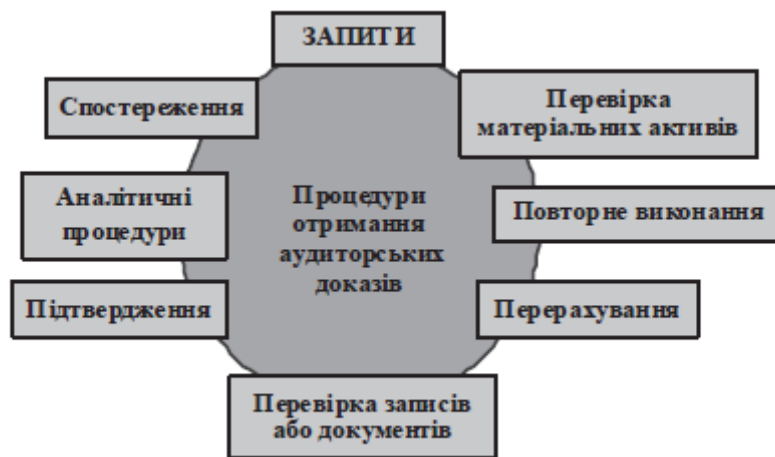 ЗАПИТИ
Спостереження
Перевірка
матеріальних активів
Аналітичні
процедури
Процедури
отримання
аудиторських
доказів
Повторне виконання
Підтвердження
Перерахування
Перевірка записів
або документів